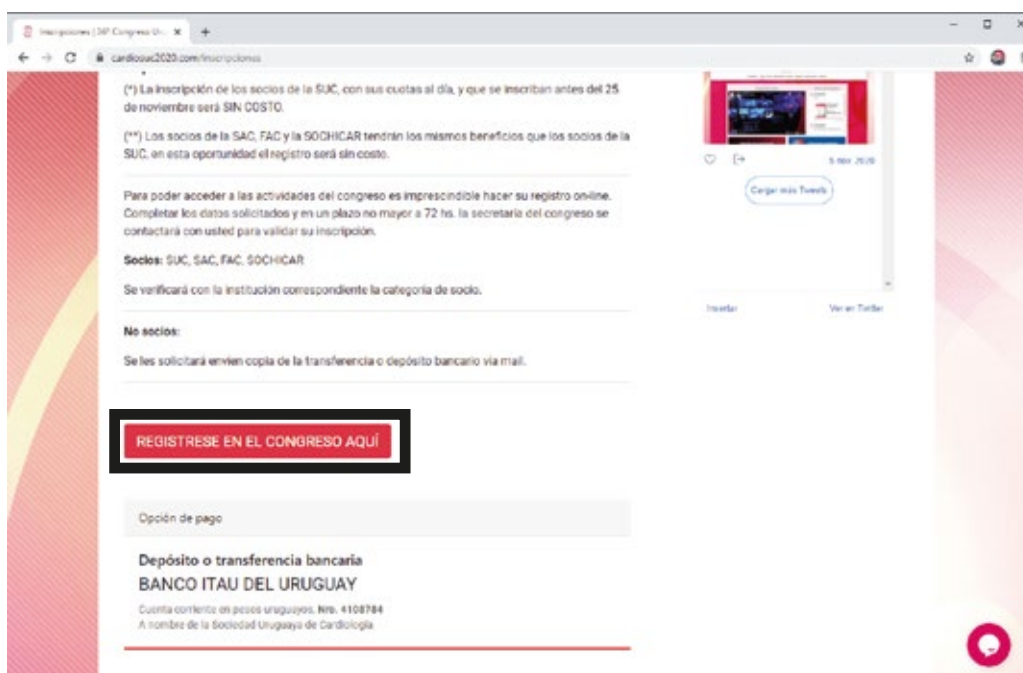 Inscripciones | 36º Congreso Ur
cardiosuc2020.com/inscripciones
(*) La inscripción de los socios de la SUC, con sus cuotas al día, y que se inscriban antes del 25
de noviembre será SIN COSTO.
(**) Los socios de la SAC, FAC y la SOCHICAR tendrán los mismos beneficios que los socios de la
SUC, en esta oportunidad el registro será sin costo.
Para poder acceder a las actividades del congreso es imprescindible hacer su registro on-line.
Completar los datos solicitados y en un plazo no mayor a 72 hs. la secretaría del congreso se
contactará con usted para validar su inscripción.
Socios: SUC, SAC, FAC, SOCHICAR
Se verificará con la institución correspondiente la categoría de socio.
No socios:
Se les solicitará envíen copia de la transferencia o depósito bancario vía mail.
REGISTRESE EN EL CONGRESO AQUÍ
Opción de pago
Depósito o transferencia bancaria
BANCO ITAU DEL URUGUAY
Cuenta corriente en pesos uruguayos. Nro. 4108784
A nombre de la Sociedad Uruguaya de Cardiología
5 nov. 2020
Cargar más Tweets
Insertar
Ver en Twitter